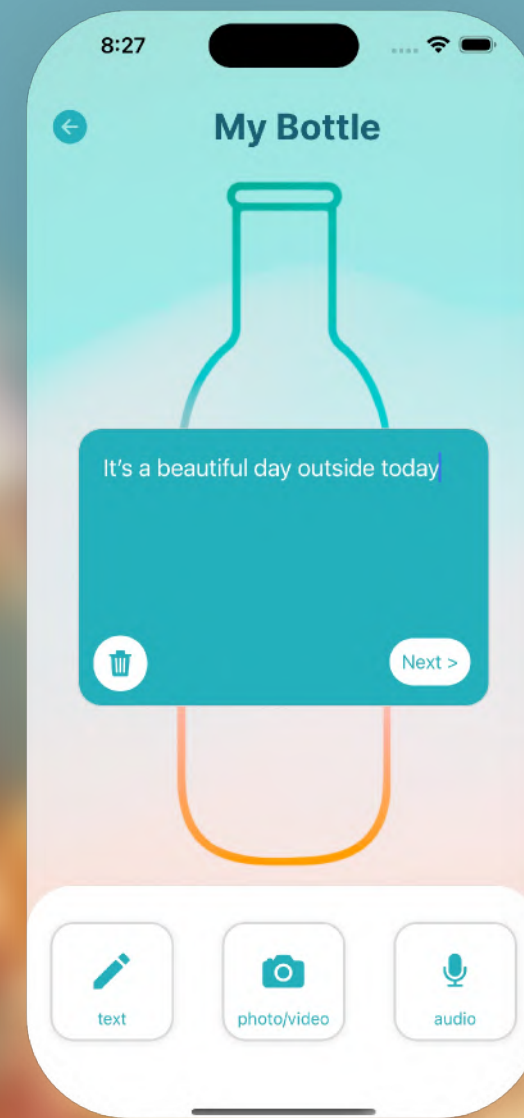 8:27
My Bottle
It's a beautiful day outside today
Next >
text
photo/video
audio